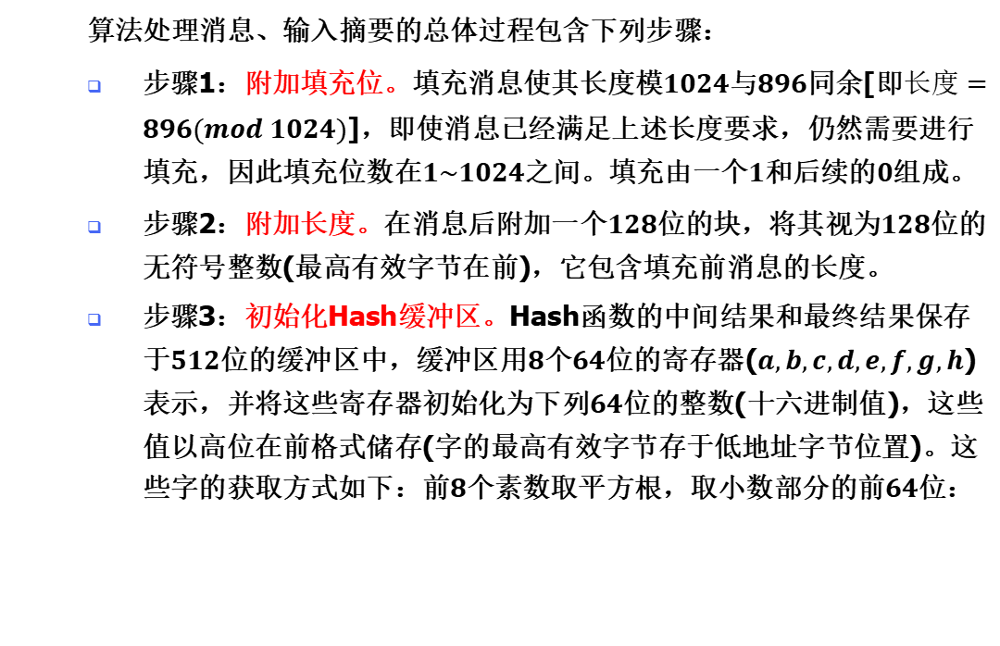 算法处理消息、输入摘要的总体过程包含下列步骤：
步骤1：附加填充位。填充消息使其长度模1024与896同余[即长度 =
896(mod 1024)]，即使消息已经满足上述长度要求，仍然需要进行
填充，因此填充位数在1~1024之间。填充由一个1和后续的0组成。
步骤2：附加长度。在消息后附加一个128位的块，将其视为128位的
无符号整数(最高有效字节在前)，它包含填充前消息的长度。
步骤3：初始化Hash缓冲区。Hash函数的中间结果和最终结果保存
于512位的缓冲区中，缓冲区用8个64位的寄存器(a, b, c, d, e, f, g, h)
表示，并将这些寄存器初始化为下列64位的整数(十六进制值)，这些
值以高位在前格式储存(字的最高有效字节存于低地址字节位置)。这
些字的获取方式如下：前8个素数取平方根，取小数部分的前64位：